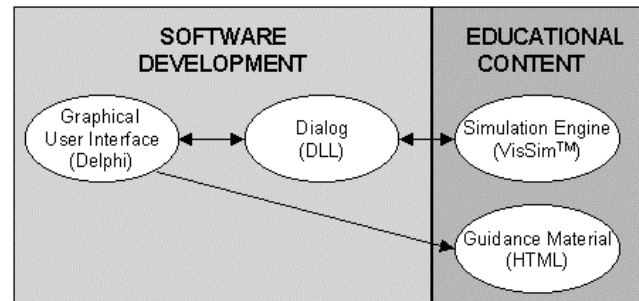 SOFTWARE
DEVELOPMENT
EDUCATIONAL
CONTENT
Graphical
User Interface
(Delphi)
Dialog
(DLL)
Simulation Engine
(VisSim™)
Guidance Material
(HTML)